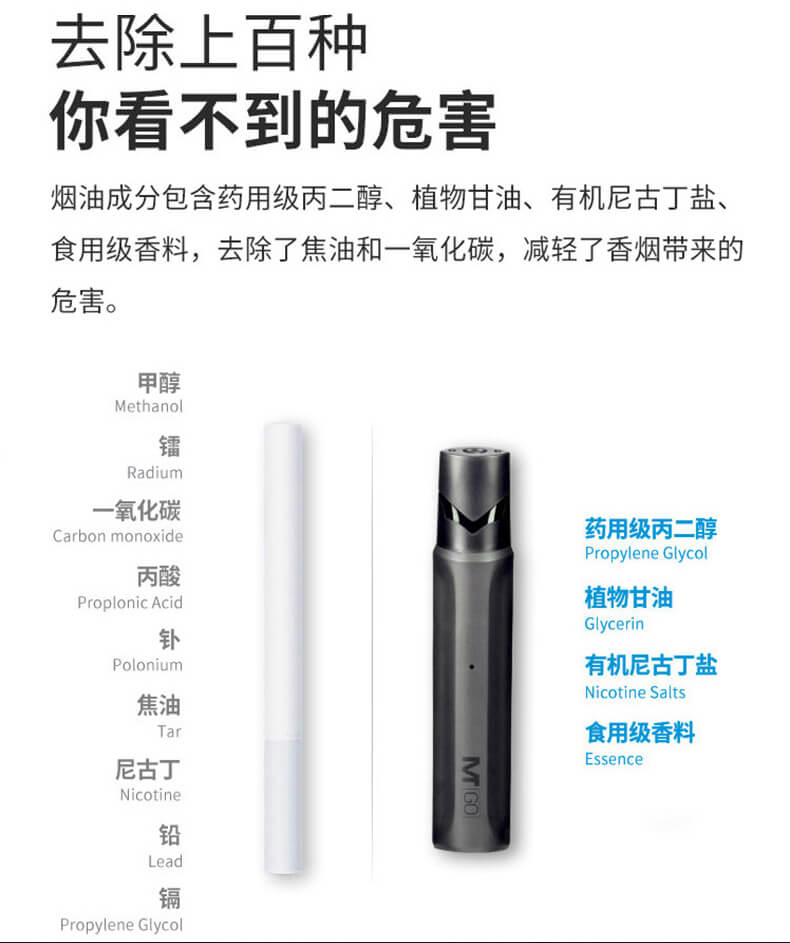 去除上百种
你看不到的危害
烟油成分包含药用级丙二醇、植物甘油、有机尼古丁盐、
食用级香料，去除了焦油和一氧化碳，减轻了香烟带来的
危害。
甲醇
Methanol
镭
Radium
一氧化碳
Carbon monoxide
丙酸
Proplonic Acid
钋
Polonium
焦油
Tar
尼古丁
Nicotine
铅
Lead
镉
Propylene Glycol
MT GO
药用级丙二醇
Propylene Glycol
植物甘油
Glycerin
有机尼古丁盐
Nicotine Salts
食用级香料
Essence